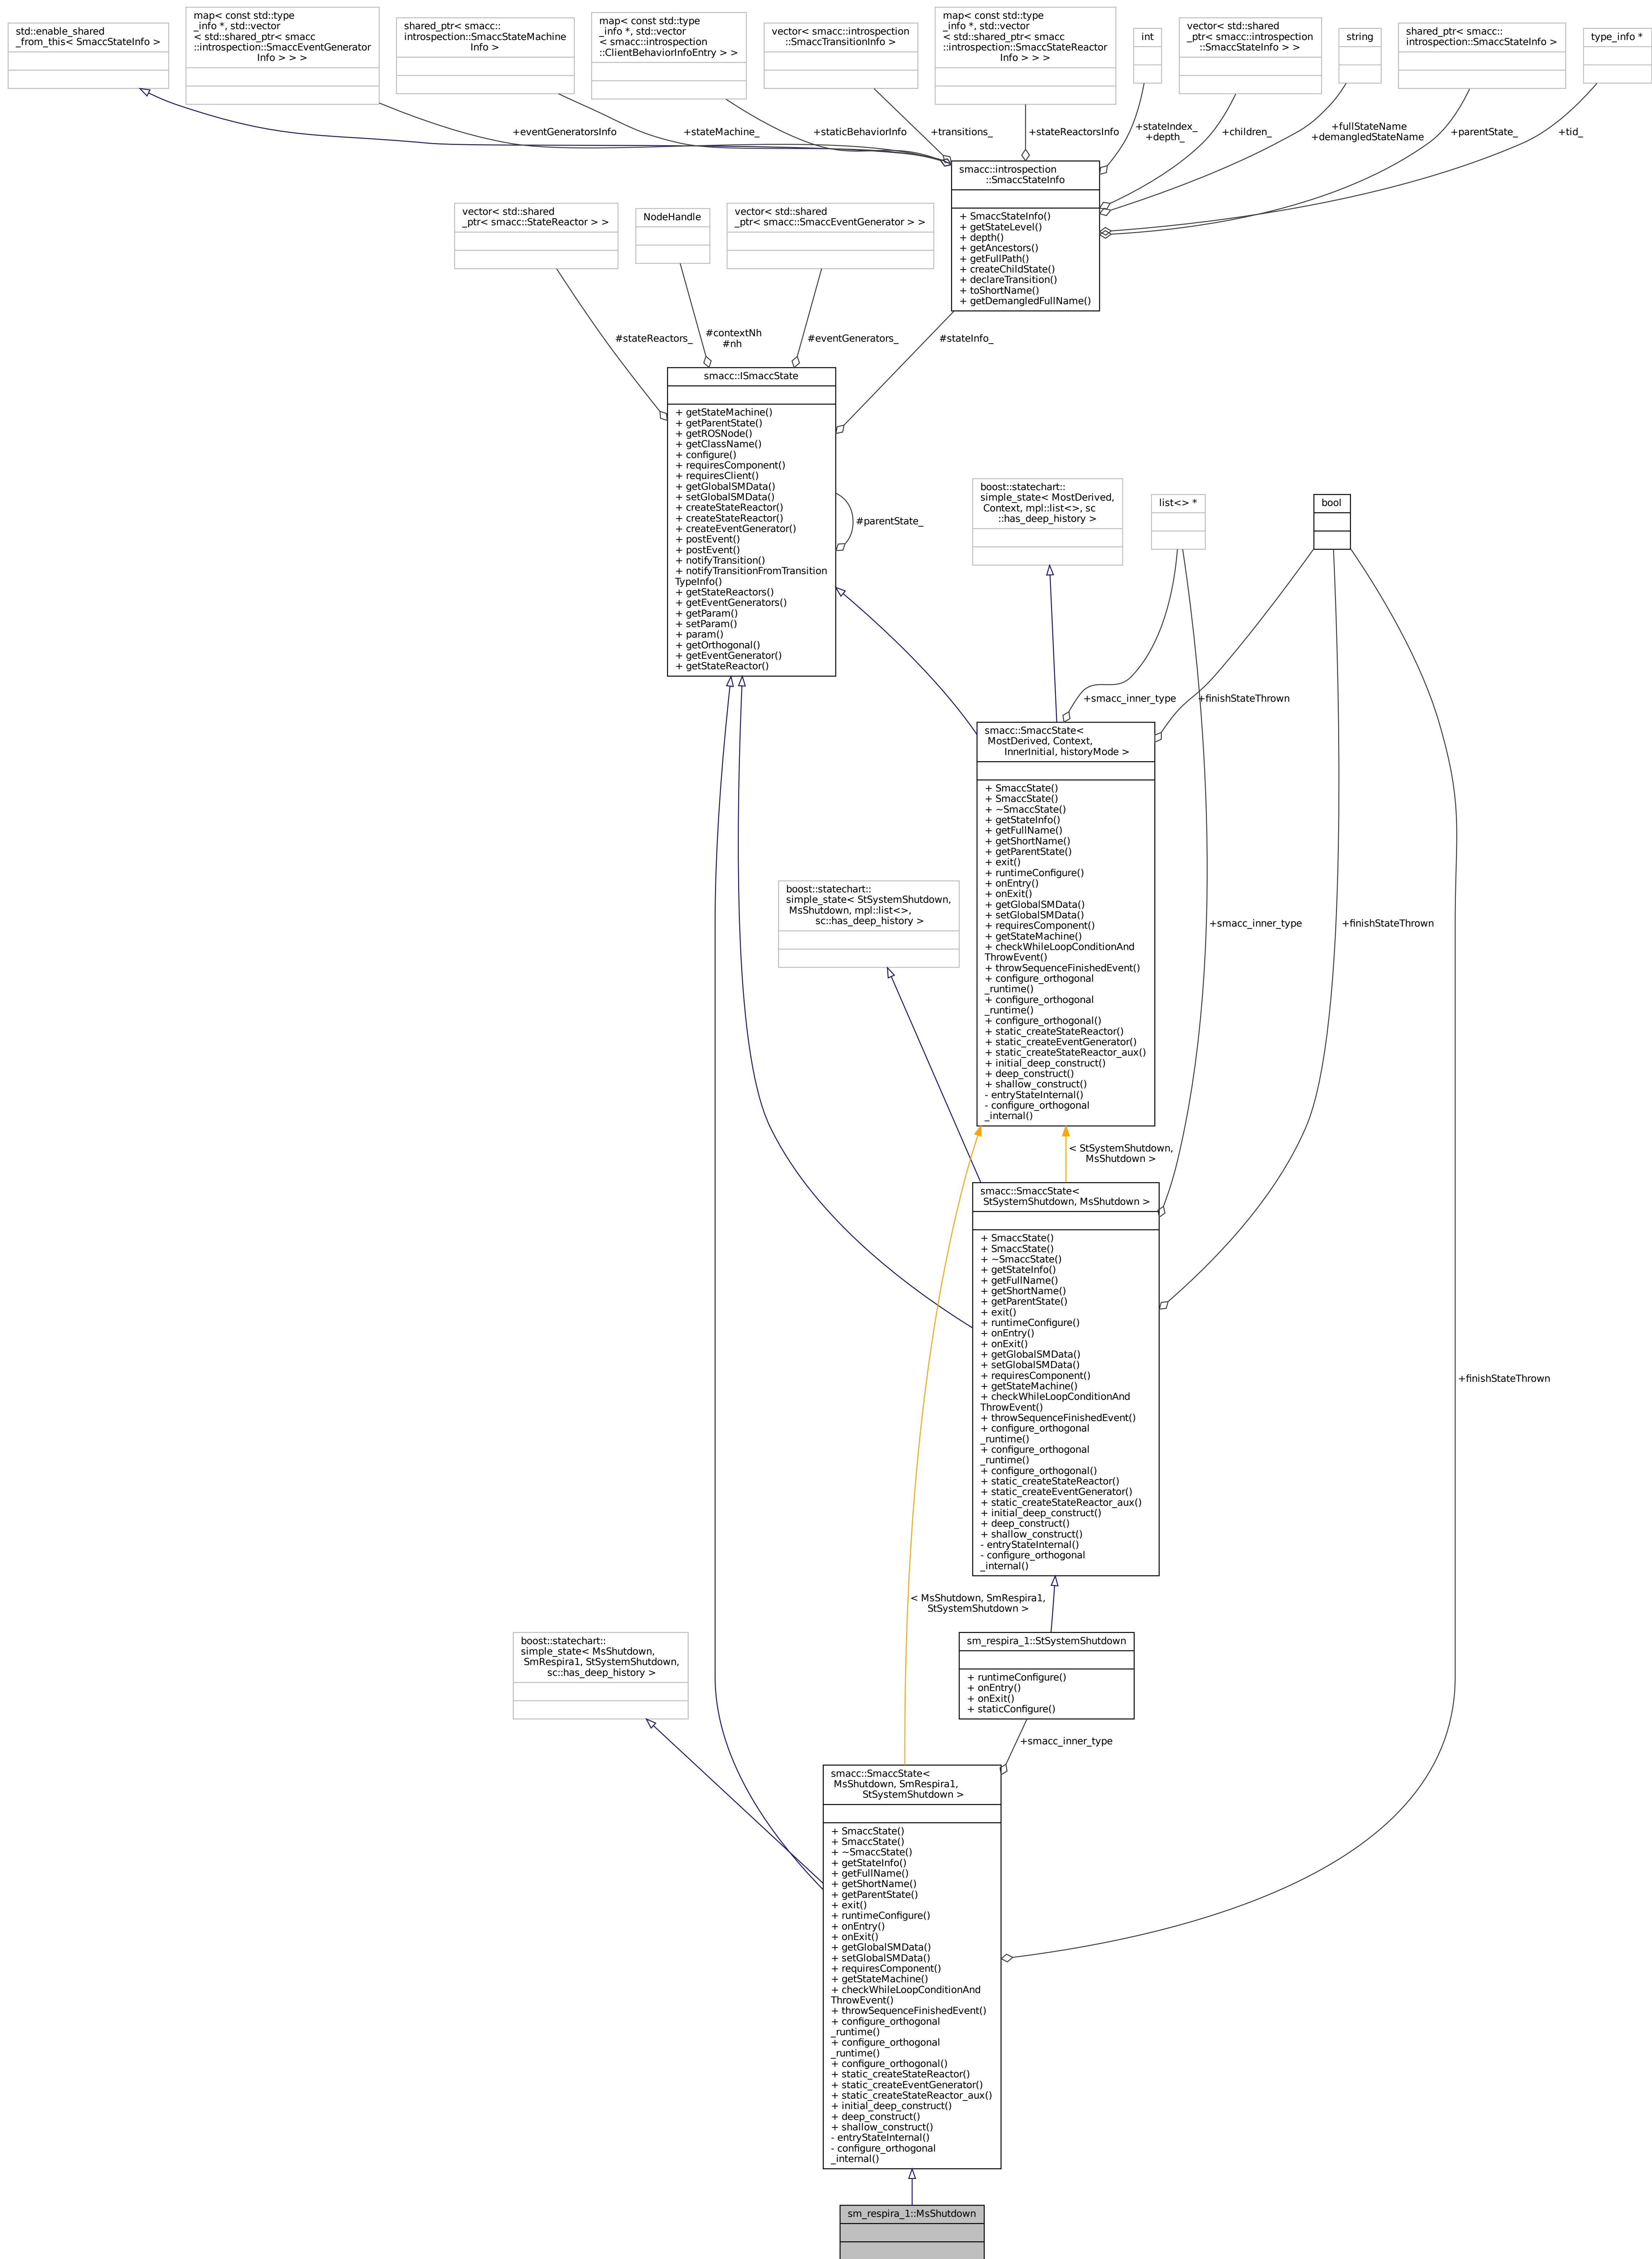 std::enable_shared
_from_this< SmaccStateInfo >
map< const std::type
_info *, std::vector
< std::shared_ptr< smacc
::introspection::SmaccEventGenerator
Info > > >
shared_ptr< smacc::
introspection::SmaccStateMachine
Info >
map< const std::type
_info *, std::vector
< smacc::introspection
::ClientBehaviorInfoEntry > >
vector< smacc::introspection
::SmaccTransitionInfo >
map< const std::type
_info *, std::vector
< std::shared_ptr< smacc
::introspection::SmaccStateReactor
Info > > >
int
vector< std::shared
_ptr< smacc::introspection
::SmaccStateInfo > >
string
shared_ptr< smacc::
introspection::SmaccStateInfo >
type_info *
+eventGeneratorsInfo
+stateMachine_
+staticBehaviorInfo
+transitions_
+stateReactorsInfo
+stateIndex_
+depth_
+children_
+fullStateName
+demangledStateName
+parentState_
+tid_
smacc::introspection
::SmaccStateInfo
+ SmaccStateInfo()
+ getStateLevel()
+ depth()
+ getAncestors()
+ getFullPath()
+ createChildState()
+ declareTransition()
+ toShortName()
+ getDemangledFullName()
vector< std::shared
_ptr< smacc::StateReactor > >
NodeHandle
vector< std::shared
_ptr< smacc::SmaccEventGenerator > >
#stateReactors_
#contextNh
#nh
#eventGenerators_
#stateInfo_
smacc::ISmaccState
+ getStateMachine()
+ getParentState()
+ getROSNode()
+ getClassName()
+ configure()
+ requiresComponent()
+ requiresClient()
+ getGlobalSMData()
+ setGlobalSMData()
+ createStateReactor()
+ createStateReactor()
+ createEventGenerator()
+ postEvent()
+ postEvent()
+ notifyTransition()
+ notifyTransitionFromTransition
TypeInfo()
+ getStateReactors()
+ getEventGenerators()
+ getParam()
+ setParam()
+ param()
+ getOrthogonal()
+ getEventGenerator()
+ getStateReactor()
#parentState_
boost::statechart::
simple_state< MostDerived,
Context, mpl::list<>, sc
::has_deep_history >
list<> *
bool
+smacc_inner_type
+finishStateThrown
smacc::SmaccState<
MostDerived, Context,
InnerInitial, historyMode >
+ SmaccState()
+ SmaccState()
+ ~SmaccState()
+ getStateInfo()
+ getFullName()
+ getShortName()
+ getParentState()
+ exit()
+ runtimeConfigure()
+ onEntry()
+ onExit()
+ getGlobalSMData()
+ setGlobalSMData()
+ requiresComponent()
+ getStateMachine()
+ checkWhileLoopConditionAnd
ThrowEvent()
+ throwSequenceFinishedEvent()
+ configure_orthogonal
_runtime()
+ configure_orthogonal
_runtime()
+ configure_orthogonal()
+ static_createStateReactor()
+ static_createEventGenerator()
+ static_createStateReactor_aux()
+ initial_deep_construct()
+ deep_construct()
+ shallow_construct()
- entryStateInternal()
- configure_orthogonal
_internal()
boost::statechart::
simple_state< StSystemShutdown,
MsShutdown, mpl::list<>,
sc::has_deep_history >
+smacc_inner_type
+finishStateThrown
< StSystemShutdown,
MsShutdown >
smacc::SmaccState<
StSystemShutdown, MsShutdown >
+ SmaccState()
+ SmaccState()
+ ~SmaccState()
+ getStateInfo()
+ getFullName()
+ getShortName()
+ getParentState()
+ exit()
+ runtimeConfigure()
+ onEntry()
+ onExit()
+ getGlobalSMData()
+ setGlobalSMData()
+ requiresComponent()
+ getStateMachine()
+ checkWhileLoopConditionAnd
ThrowEvent()
+ throwSequenceFinishedEvent()
+ configure_orthogonal
_runtime()
+ configure_orthogonal
_runtime()
+ configure_orthogonal()
+ static_createStateReactor()
+ static_createEventGenerator()
+ static_createStateReactor_aux()
+ initial_deep_construct()
+ deep_construct()
+ shallow_construct()
- entryStateInternal()
- configure_orthogonal
_internal()
+finishStateThrown
< MsShutdown, SmRespira1,
StSystemShutdown >
boost::statechart::
simple_state< MsShutdown,
SmRespira1, StSystemShutdown,
sc::has_deep_history >
sm_respira_1::StSystemShutdown
+ runtimeConfigure()
+ onEntry()
+ onExit()
+ staticConfigure()
+smacc_inner_type
smacc::SmaccState<
MsShutdown, SmRespira1,
StSystemShutdown >
+ SmaccState()
+ SmaccState()
+ ~SmaccState()
+ getStateInfo()
+ getFullName()
+ getShortName()
+ getParentState()
+ exit()
+ runtimeConfigure()
+ onEntry()
+ onExit()
+ getGlobalSMData()
+ setGlobalSMData()
+ requiresComponent()
+ getStateMachine()
+ checkWhileLoopConditionAnd
ThrowEvent()
+ throwSequenceFinishedEvent()
+ configure_orthogonal
_runtime()
+ configure_orthogonal
_runtime()
+ configure_orthogonal()
+ static_createStateReactor()
+ static_createEventGenerator()
+ static_createStateReactor_aux()
+ initial_deep_construct()
+ deep_construct()
+ shallow_construct()
- entryStateInternal()
- configure_orthogonal
_internal()
sm_respira_1::MsShutdown